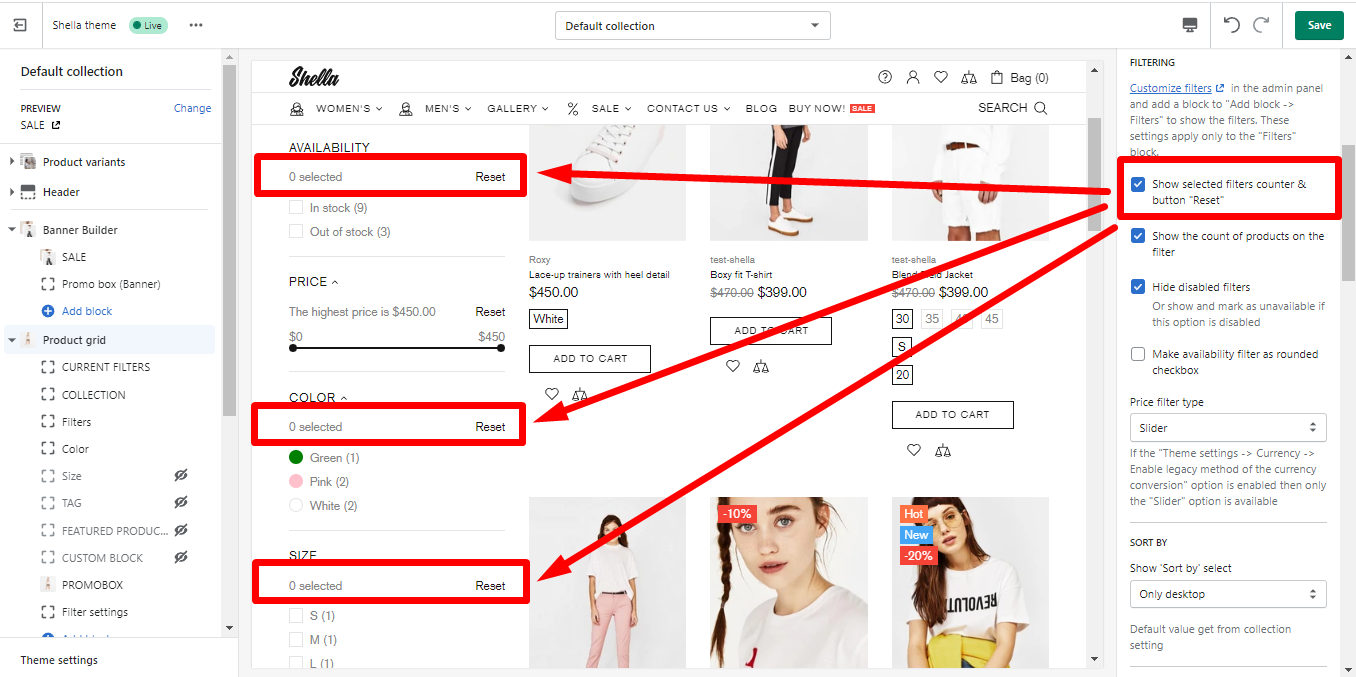 Shella theme
Live
Default collection
Save
Default collection
PREVIEW
Change
SALE
Product variants
Header
Banner Builder
SALE
Promo box (Banner)
Add block
Product grid
CURRENT FILTERS
COLLECTION
Filters
Color
Size
TAG
FEATURED PRODUC...
CUSTOM BLOCK
PROMOBOX
Filter settings
Theme settings
Shella
Bag (0)
WOMEN'S
MEN'S
GALLERY
SALE
CONTACT US
BLOG
BUY NOW!
SALE
SEARCH
AVAILABILITY
0 selected
Reset
In stock (9)
Out of stock (3)
PRICE
The highest price is $450.00
Reset
$0
$450
COLOR
0 selected
Reset
Green (1)
Pink (2)
White (2)
SIZE
0 selected
Reset
S (1)
M (1)
L (1)
Roxy
Lace-up trainers with heel detail
$450.00
White
ADD TO CART
test-shella
Boxy fit T-shirt
$470.00 $399.00
ADD TO CART
test-shella
Blend Field Jacket
$470.00 $399.00
30
35
45
S
20
ADD TO CART
-10%
Hot
New
-20%
REVOLUTI
FILTERING
Customize filters in the admin panel
and add a block to "Add block ->
Filters" to show the filters. These
settings apply only to the "Filters"
block.
Show selected filters counter &
button "Reset"
Show the count of products on the
filter
Hide disabled filters
Or show and mark as unavailable if
this option is disabled
Make availability filter as rounded
checkbox
Price filter type
Slider
If the "Theme settings -> Currency ->
Enable legacy method of the currency
conversion" option is enabled then only
the "Slider" option is available
SORT BY
Show 'Sort by' select
Only desktop
Default value get from collection
setting